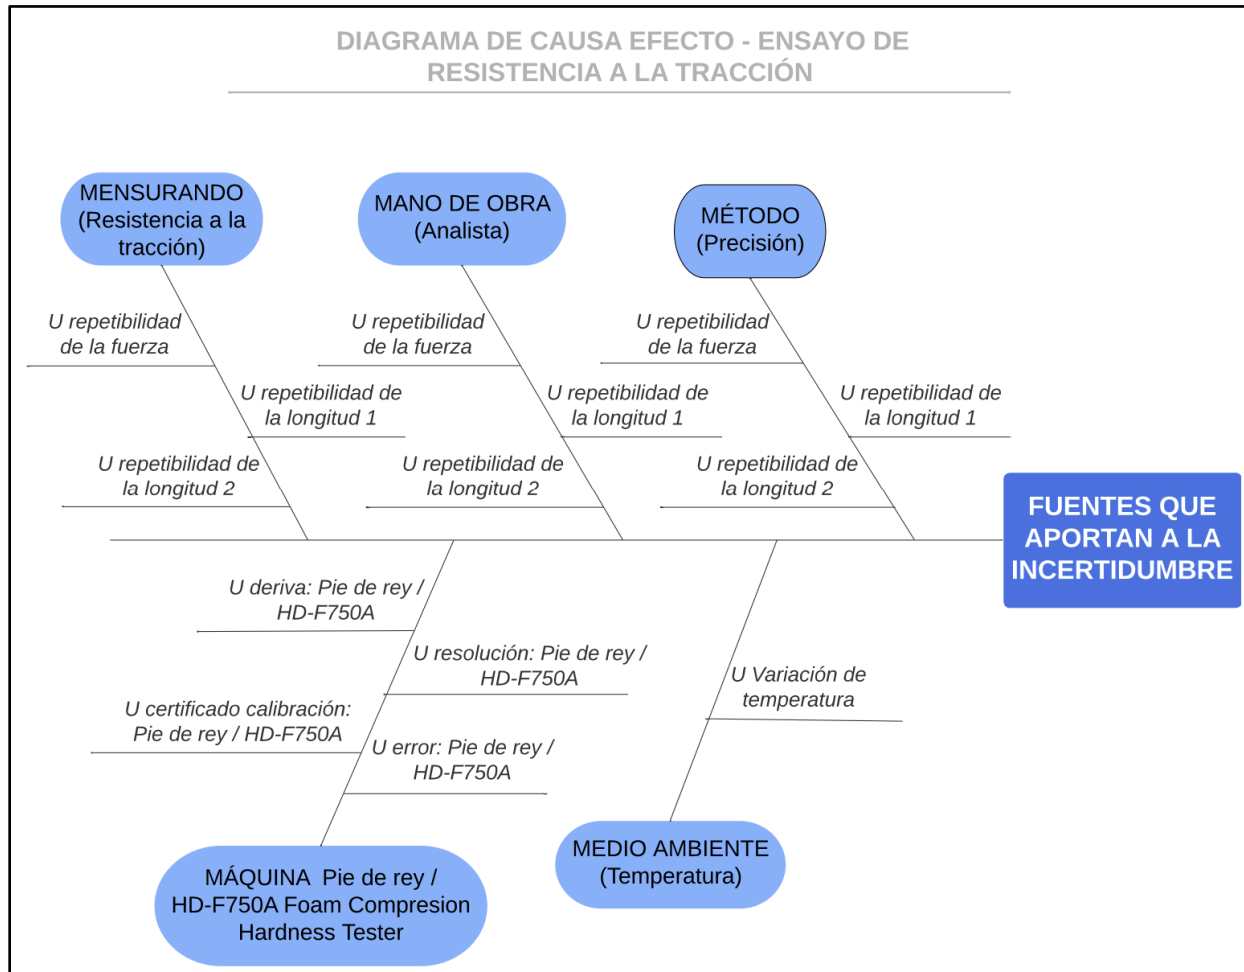 DIAGRAMA DE CAUSA EFECTO - ENSAYO DE
RESISTENCIA A LA TRACCIÓN
MENSURANDO
(Resistencia a la
tracción)
MANO DE OBRA
(Analista)
MÉTODO
(Precisión)
U repetibilidad
de la fuerza
U repetibilidad de
la longitud 1
U repetibilidad de
la longitud 2
U repetibilidad
de la fuerza
U repetibilidad de
la longitud 1
U repetibilidad de
la longitud 2
U repetibilidad
de la fuerza
U repetibilidad de
la longitud 1
U repetibilidad de
la longitud 2
FUENTES QUE
APORTAN A LA
INCERTIDUMBRE
U deriva: Pie de rey /
HD-F750A
U resolución: Pie de rey /
HD-F750A
U certificado calibración:
Pie de rey / HD-F750A
U error: Pie de rey /
HD-F750A
U Variación de
temperatura
MÁQUINA Pie de rey /
HD-F750A Foam Compresion
Hardness Tester
MEDIO AMBIENTE
(Temperatura)